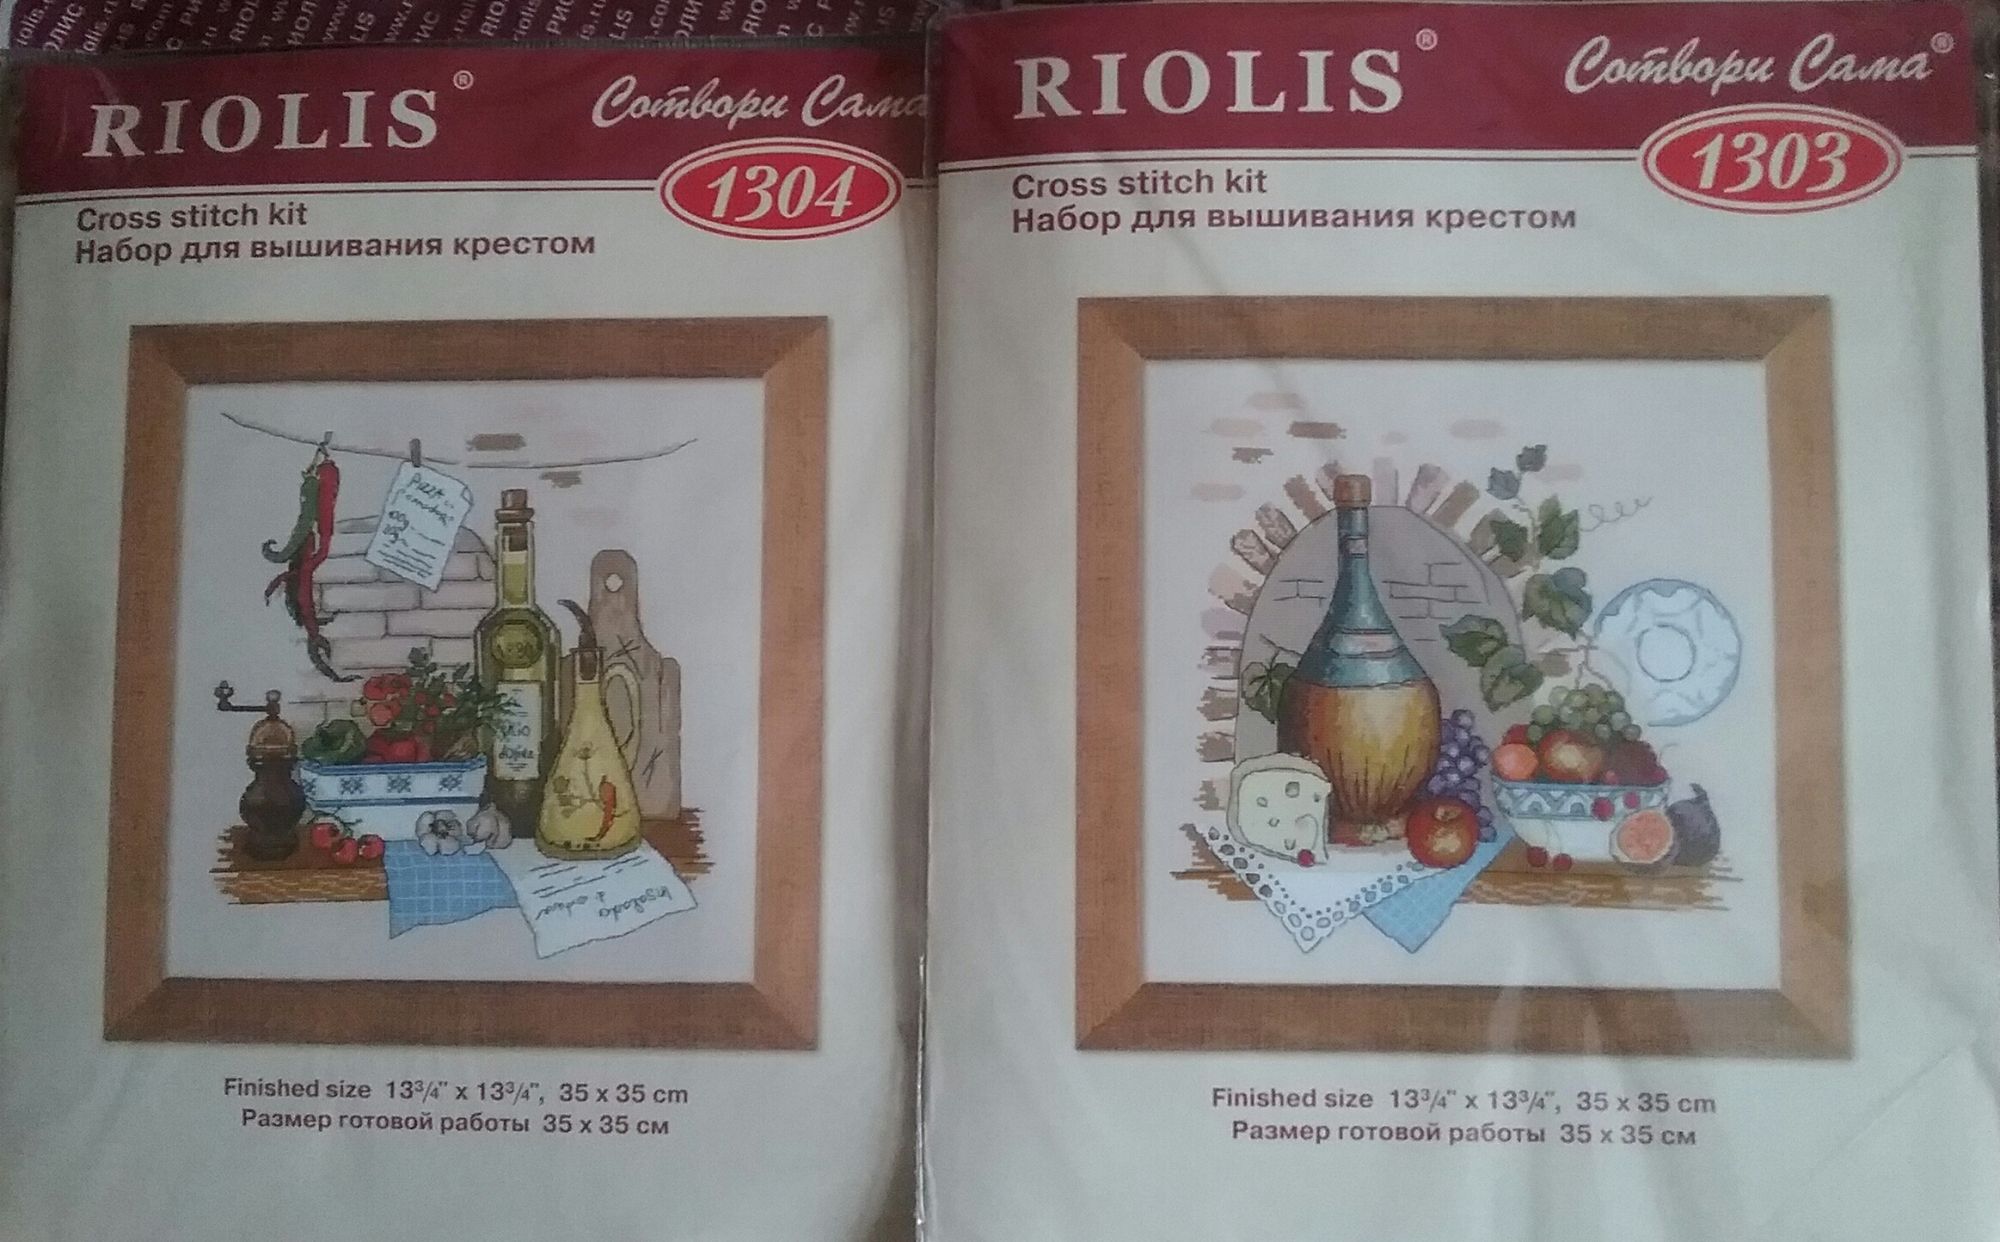 RIOLIS®
Сотвори Сама
1304
Cross stitch kit
Набор для вышивания крестом
Finished size 13¾" x 13¾", 35 x 35 cm
Размер готовой работы 35 x 35 см
RIOLIS®
Сотвори Сама®
1303
Cross stitch kit
Набор для вышивания крестом
Finished size 13¾" x 13¾", 35 x 35 cm
Размер готовой работы 35 x 35 см